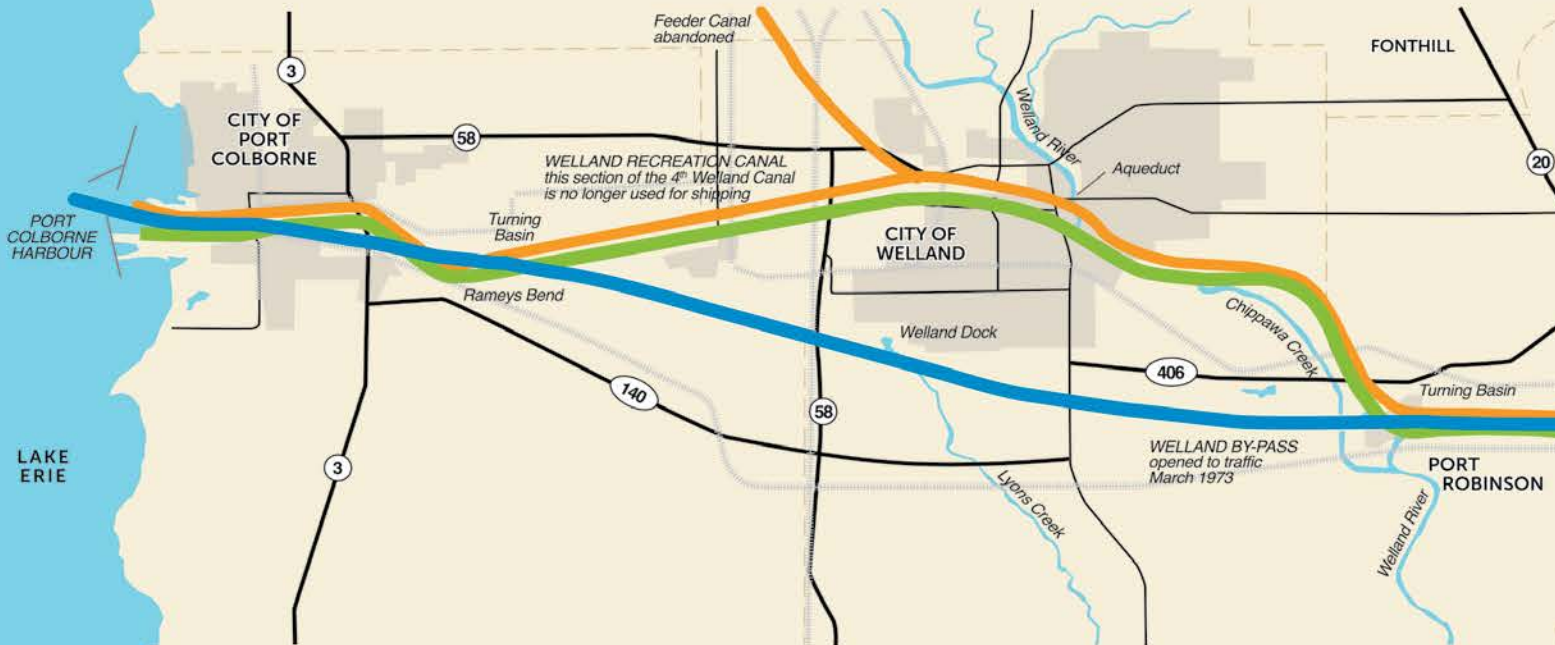 Feeder Canal
abandoned
FONTHILL
3
CITY OF
PORT
COLBORNE
58
WELLAND RECREATION CANAL
this section of the 4th Welland Canal
is no longer used for shipping
Welland River
Aqueduct
20
PORT
COLBORNE
HARBOUR
Turning
Basin
CITY OF
WELLAND
Rameys Bend
Welland Dock
Chippawa Creek
406
Turning Basin
140
58
LAKE
ERIE
3
WELLAND BY-PASS
opened to traffic
March 1973
PORT
ROBINSON
Lyons Creek
Welland River